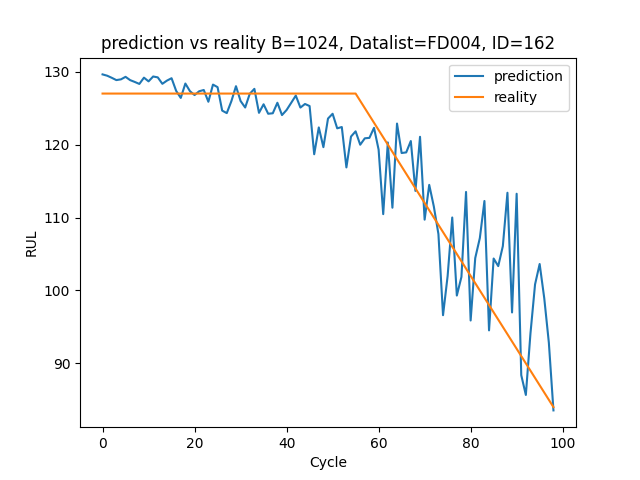 prediction vs reality B=1024, Datalist=FD004, ID=162
prediction
reality
RUL
130
120
110
100
90
0 20 40 60 80 100
Cycle